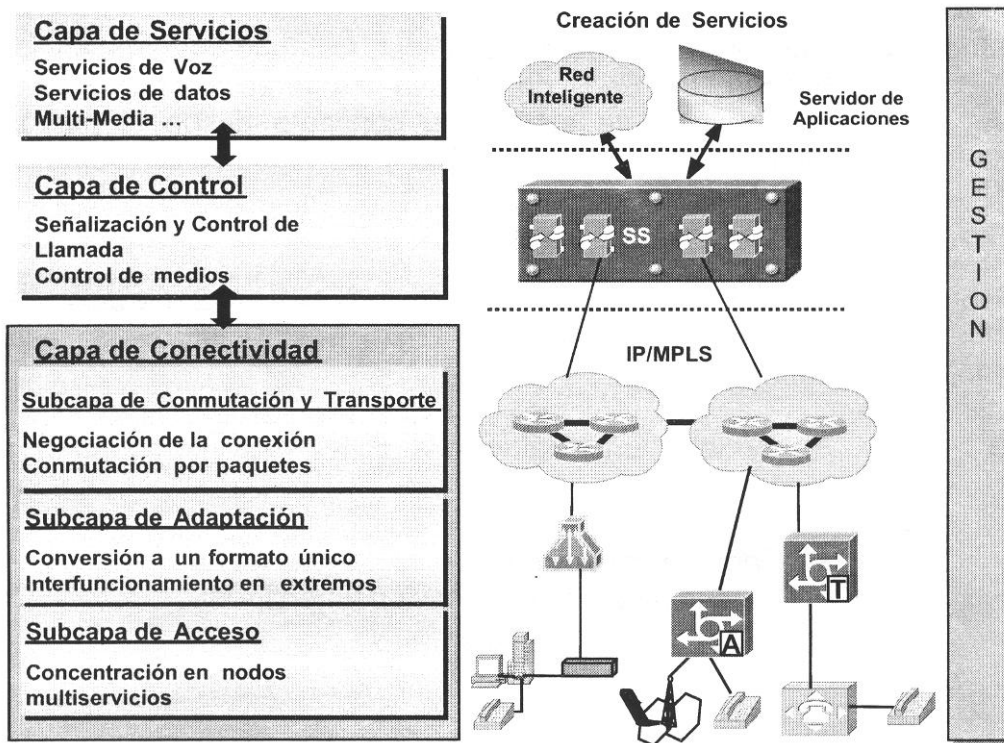 Capa de Servicios
Servicios de Voz
Servicios de datos
Multi-Media ...
Capa de Control
Señalización y Control de
Llamada
Control de medios
Capa de Conectividad
Subcapa de Conmutación y Transporte
Negociación de la conexión
Conmutación por paquetes
Subcapa de Adaptación
Conversión a un formato único
Interfuncionamiento en extremos
Subcapa de Acceso
Concentración en nodos
multiservicios
Creación de Servicios
Red
Inteligente
Servidor de
Aplicaciones
SS
IP/MPLS
T
A
GESTION